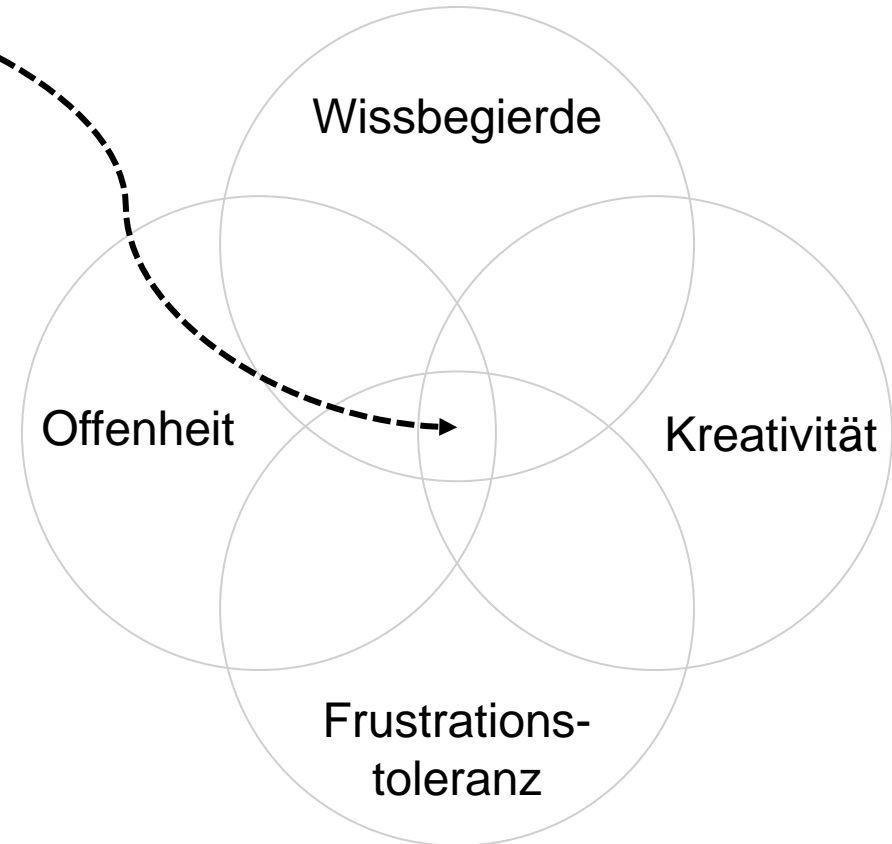 Wissbegierde
Offenheit
Kreativität
Frustrations-
toleranz